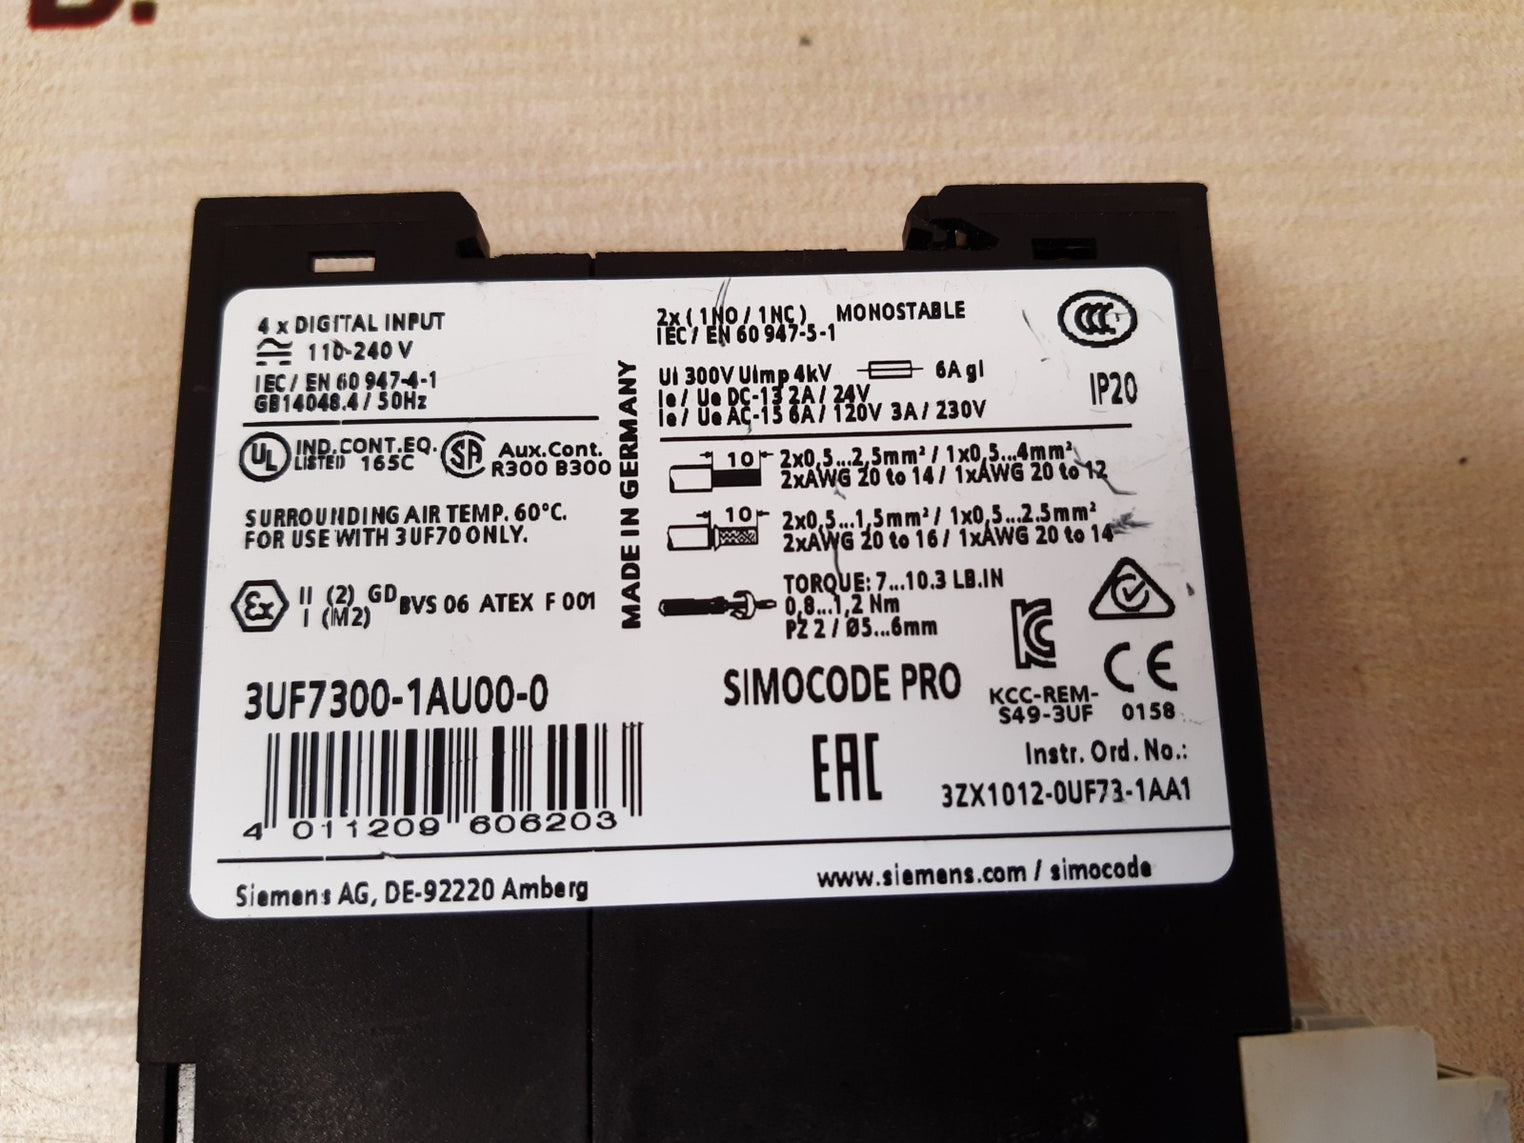 4 x DIGITAL INPUT
110-240 V
IEC / EN 60 947-4-1
GB14048.4 / 50Hz
UL IND.CONT.EQ.
LISTED 165C
SA Aux.Cont.
R300 B300
SURROUNDING AIR TEMP. 60°C.
FOR USE WITH 3UF70 ONLY.
Ex II (2) GD BVS 06 ATEX F 001
I (M2)
3UF7300-1AU00-0
4 011209 606203
Siemens AG, DE-92220 Amberg
MADE IN GERMANY
2x ( 1NO / 1NC ) MONOSTABLE
IEC / EN 60 947-5-1
CCC
Ui 300V Uimp 4kV 6A gl
Ie / Ue DC-13 2A / 24V
Ie / Ue AC-15 6A / 120V 3A / 230V
IP20
10 2x0,5...2,5mm² / 1x0,5...4mm²
2xAWG 20 to 14 / 1xAWG 20 to 12
10 2x0,5...1,5mm² / 1x0,5...2.5mm²
2xAWG 20 to 16 / 1xAWG 20 to 14
TORQUE: 7...10.3 LB.IN
0,8...1,2 Nm
PZ 2 / Ø5...6mm
SIMOCODE PRO
KCC-REM-
S49-3UF
CE
0158
EAC
Instr. Ord. No.:
3ZX1012-0UF73-1AA1
www.siemens.com / simocode